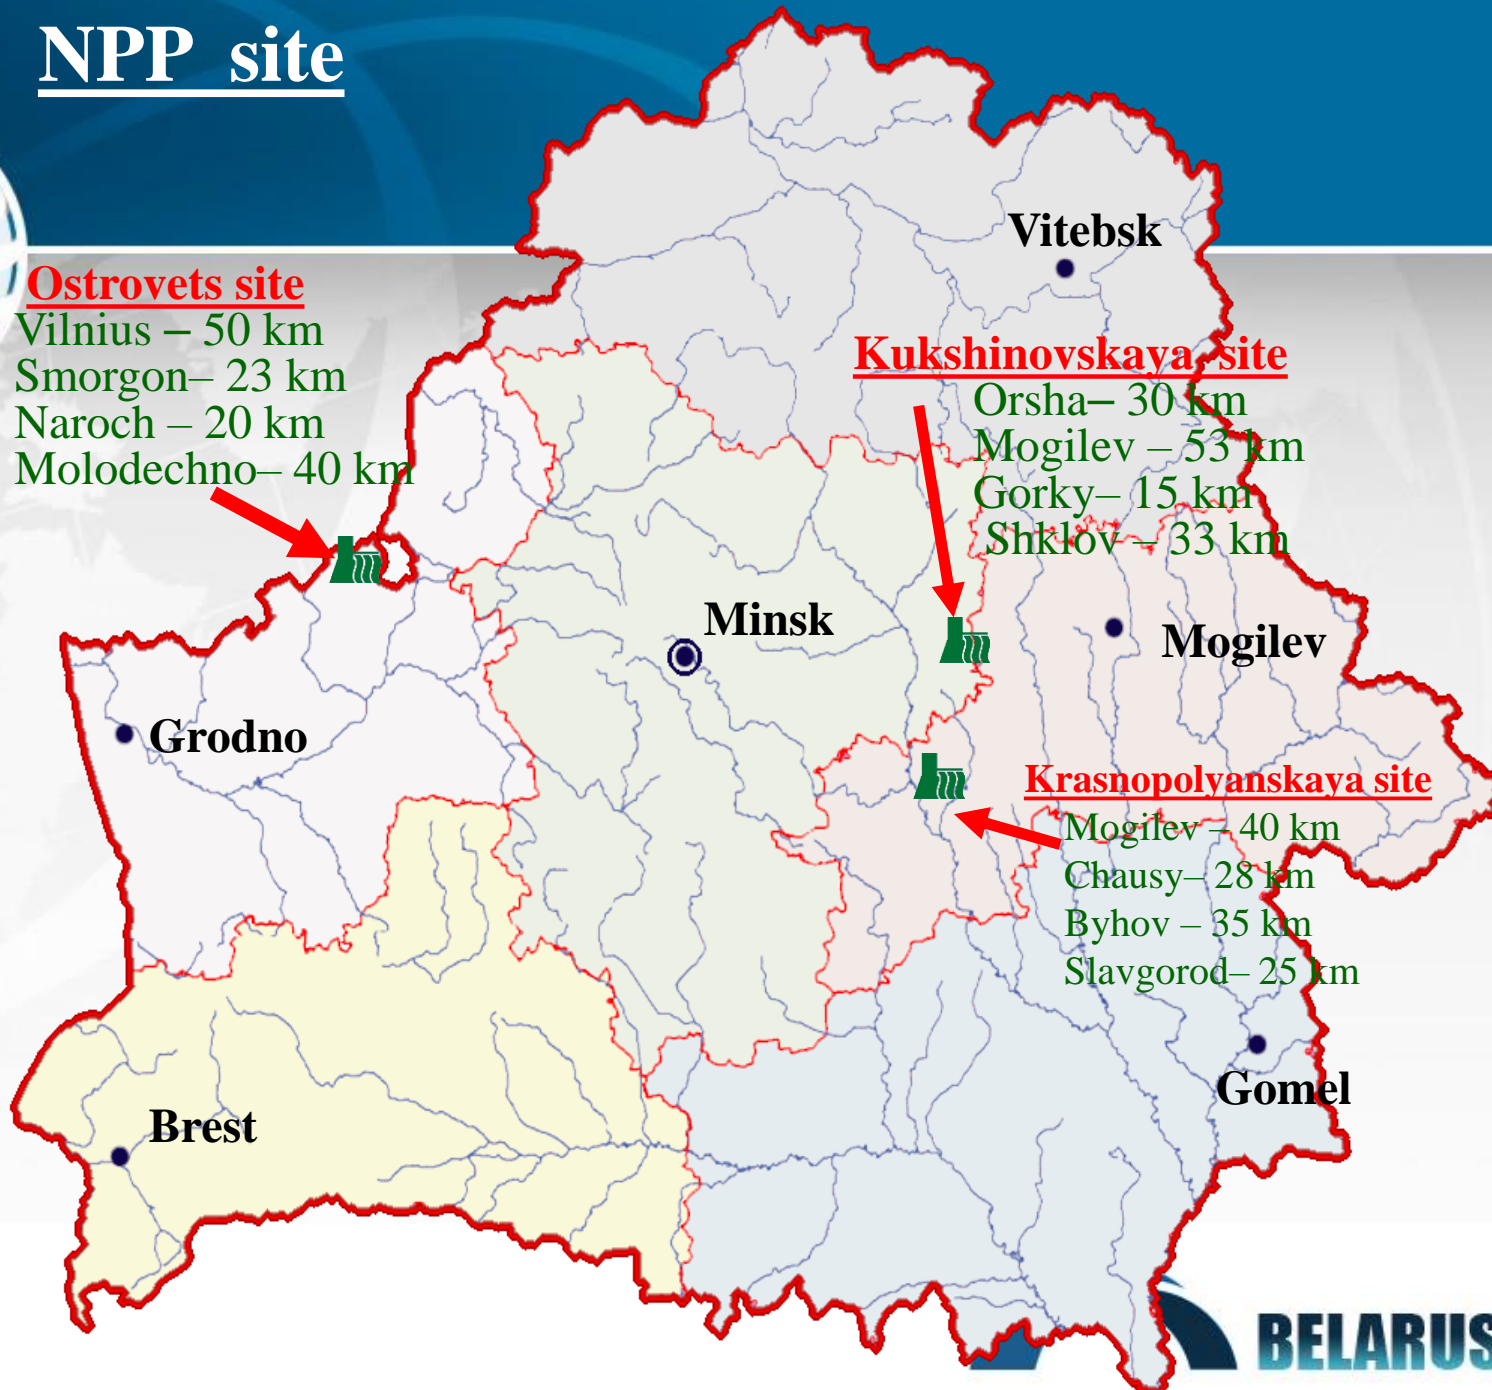 NPP site
Vitebsk
Ostrovets site
Vilnius – 50 km
Smorgon– 23 km
Naroch – 20 km
Molodechno– 40 km
Kukshinovskaya site
Orsha– 30 km
Mogilev – 53 km
Gorky– 15 km
Shklov – 33 km
Minsk
Mogilev
Grodno
Krasnopolyanskaya site
Mogilev – 40 km
Chausy– 28 km
Byhov – 35 km
Slavgorod– 25 km
Gomel
Brest
BELARUS